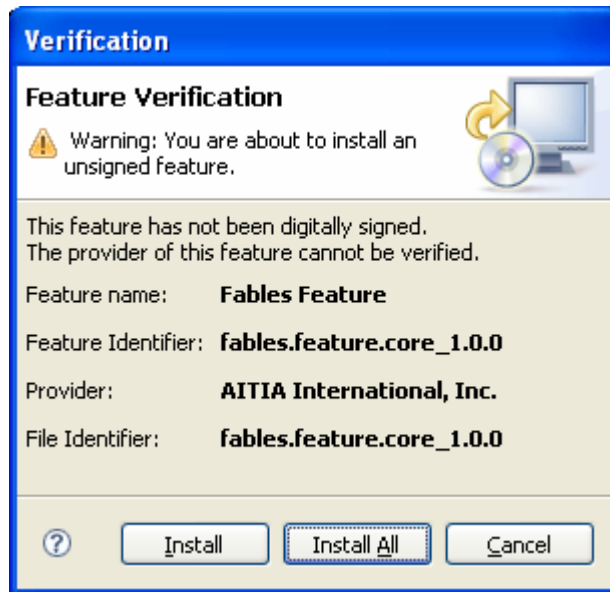 Verification
Feature Verification
Warning: You are about to install an
unsigned feature.
This feature has not been digitally signed.
The provider of this feature cannot be verified.
Feature name: Fables Feature
Feature Identifier: fables.feature.core_1.0.0
Provider: AITIA International, Inc.
File Identifier: fables.feature.core_1.0.0
? Install Install All Cancel